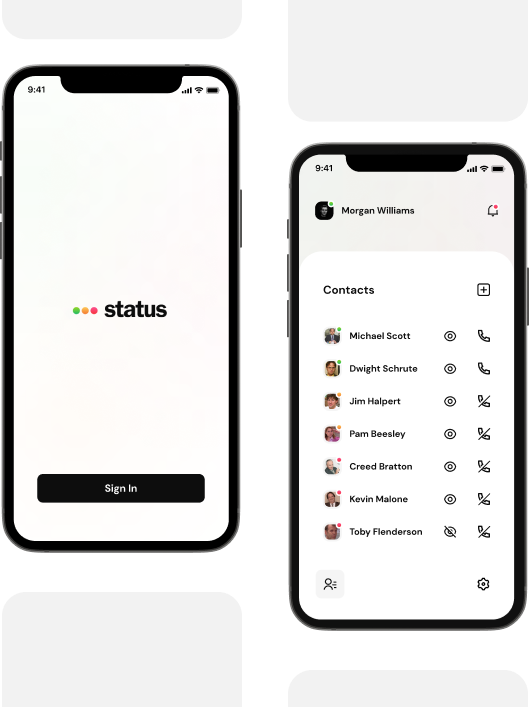 9:41
status
Sign In
9:41
Morgan Williams
Contacts
Michael Scott
Dwight Schrute
Jim Halpert
Pam Beesley
Creed Bratton
Kevin Malone
Toby Flenderson